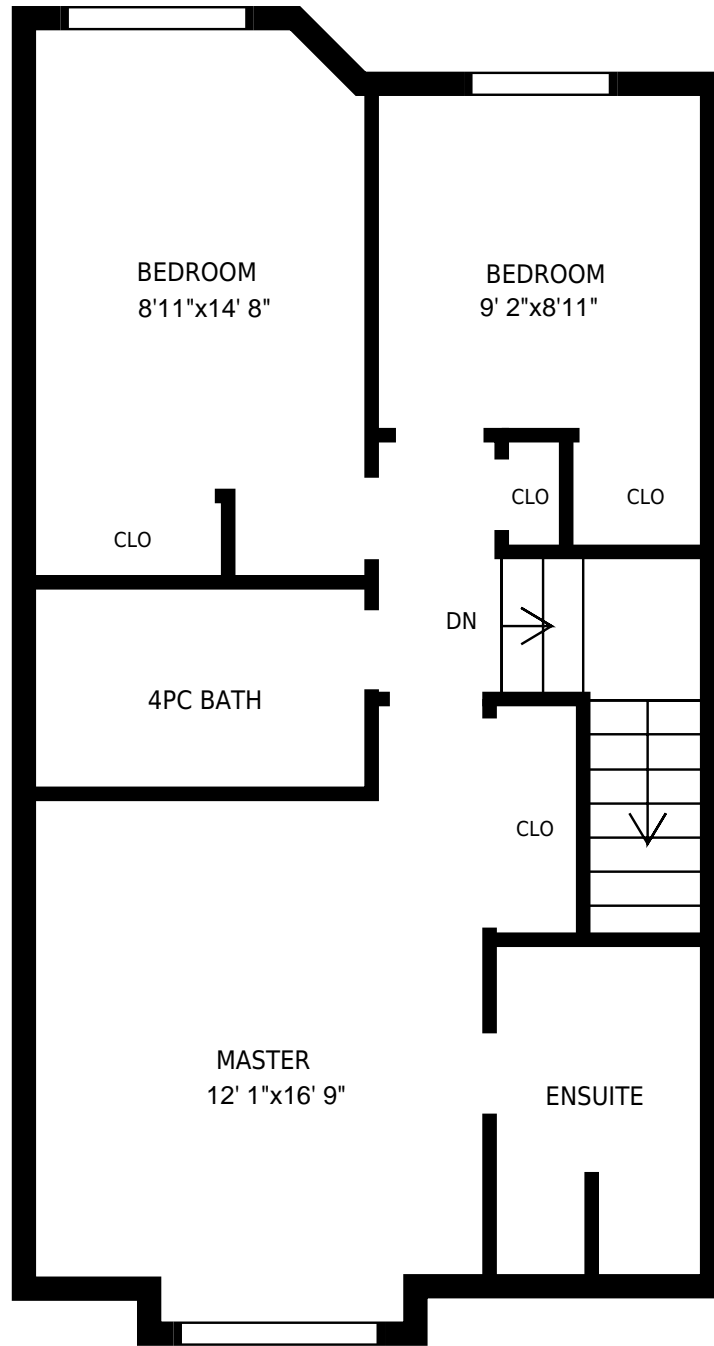 BEDROOM
8'11"x14' 8"
BEDROOM
9' 2"x8'11"
CLO
CLO
CLO
DN
4PC BATH
CLO
MASTER
12' 1"x16' 9"
ENSUITE